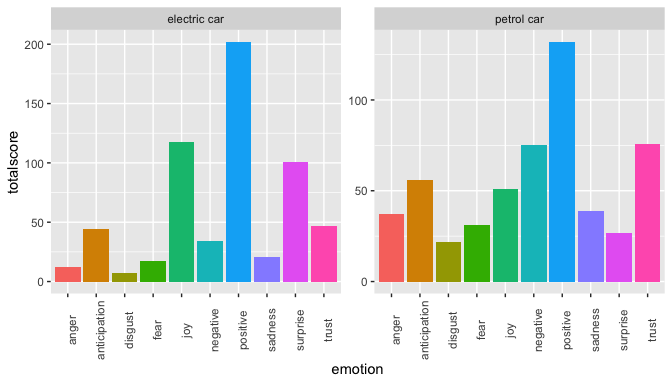 electric car
petrol car
totalscore
200
150
100
50
0
100
50
0
anger
anticipation
disgust
fear
joy
negative
positive
sadness
surprise
trust
anger
anticipation
disgust
fear
joy
negative
positive
sadness
surprise
trust
emotion